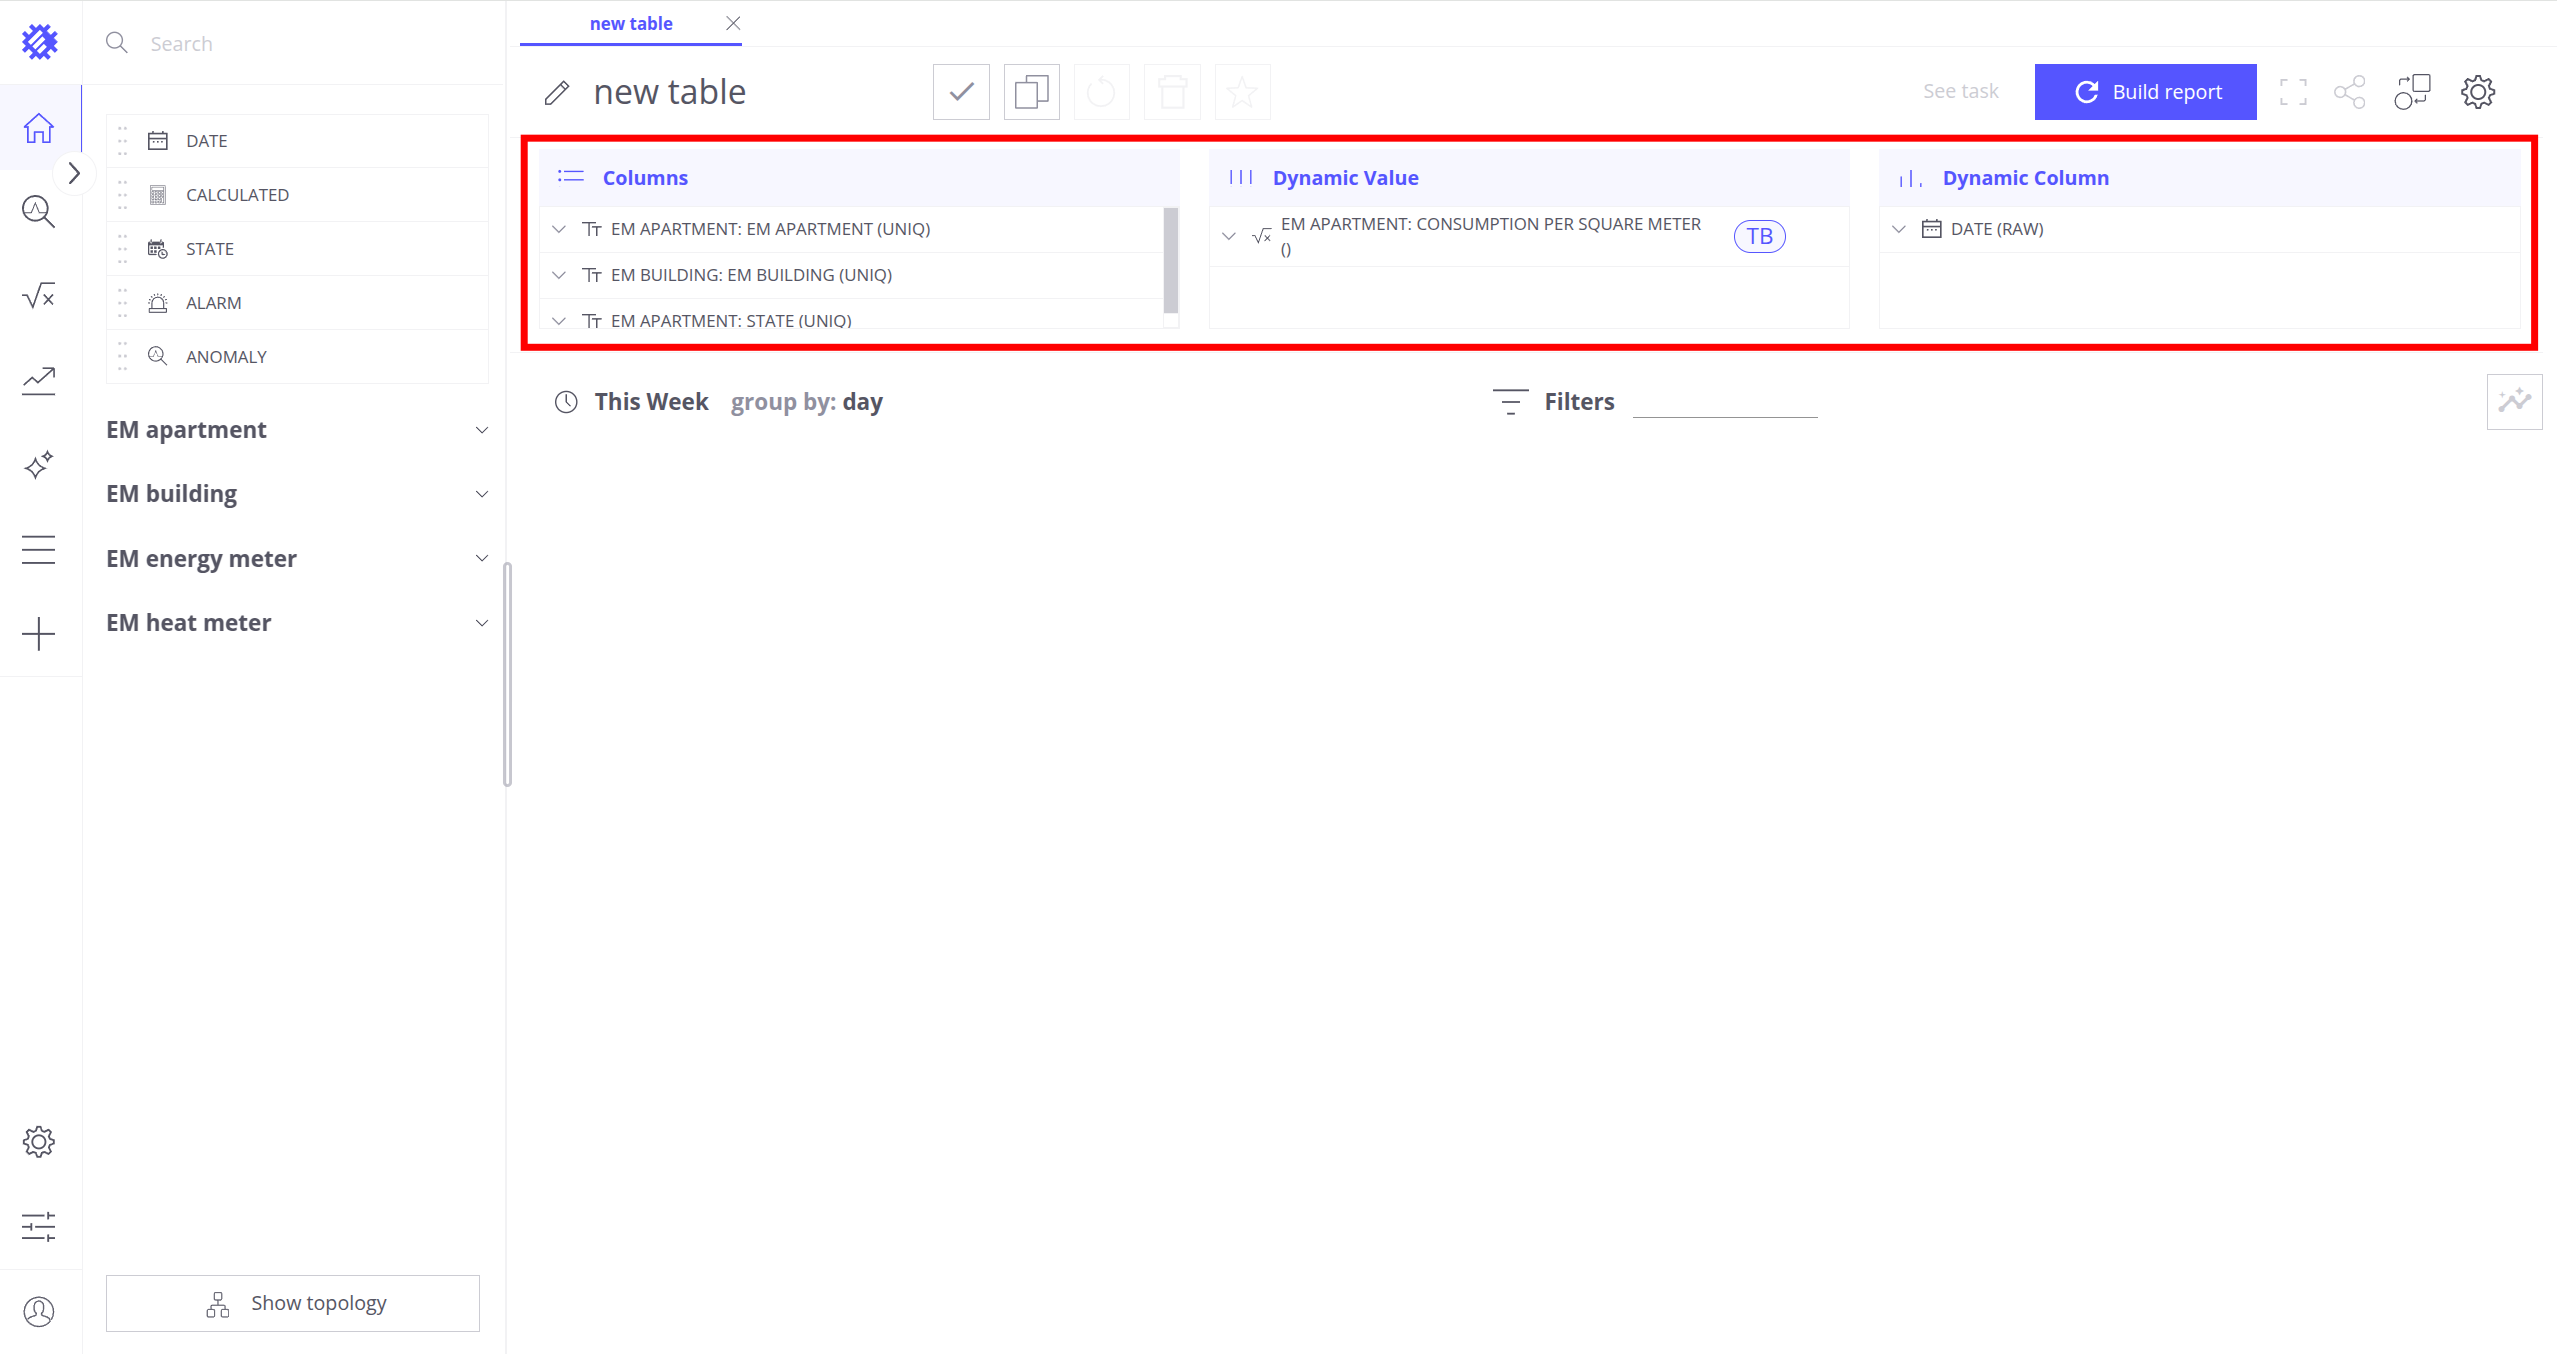 Search
DATE
CALCULATED
STATE
ALARM
ANOMALY
EM apartment
EM building
EM energy meter
EM heat meter
Show topology
new table
new table
See task
Build report
Columns
EM APARTMENT: EM APARTMENT (UNIQ)
EM BUILDING: EM BUILDING (UNIQ)
EM APARTMENT: STATE (UNIQ)
Dynamic Value
EM APARTMENT: CONSUMPTION PER SQUARE METER
()
TB
Dynamic Column
DATE (RAW)
This Week group by: day
Filters